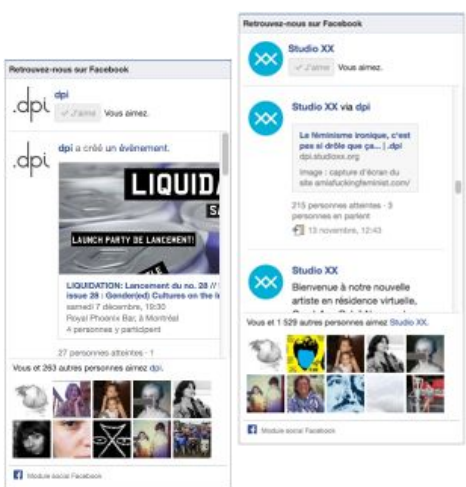 Retrouvez-nous sur Facebook
.dpi
dpi
J'aime Vous aimez.
.dpi
dpi a créé un évènement.
LIQUID
LAUNCH PARTY DE LANCEMENT!
LIQUIDATION: Lancement du no. 28 //
issue 28 : Gender(ed) Cultures on the I
samedi 7 décembre, 19:30
Royal Phoenix Bar, à Montréal
4 personnes y participent
27 personnes atteintes · 1
Vous et 263 autres personnes aimez dpi.
Module social Facebook
Retrouvez-nous sur Facebook
Studio XX
J'aime Vous aimez.
Studio XX via dpi
Le féminisme ironique, c'est
pas si drôle que ça... | .dpi
dpi.studioxx.org
Image : capture d'écran du
site amiafuckingfeminist.com/
215 personnes atteintes · 3
personnes en parlent
13 novembre, 12:43
Studio XX
Bienvenue à notre nouvelle
artiste en résidence virtuelle,
Vous et 1 529 autres personnes aimez Studio XX.
Module social Facebook